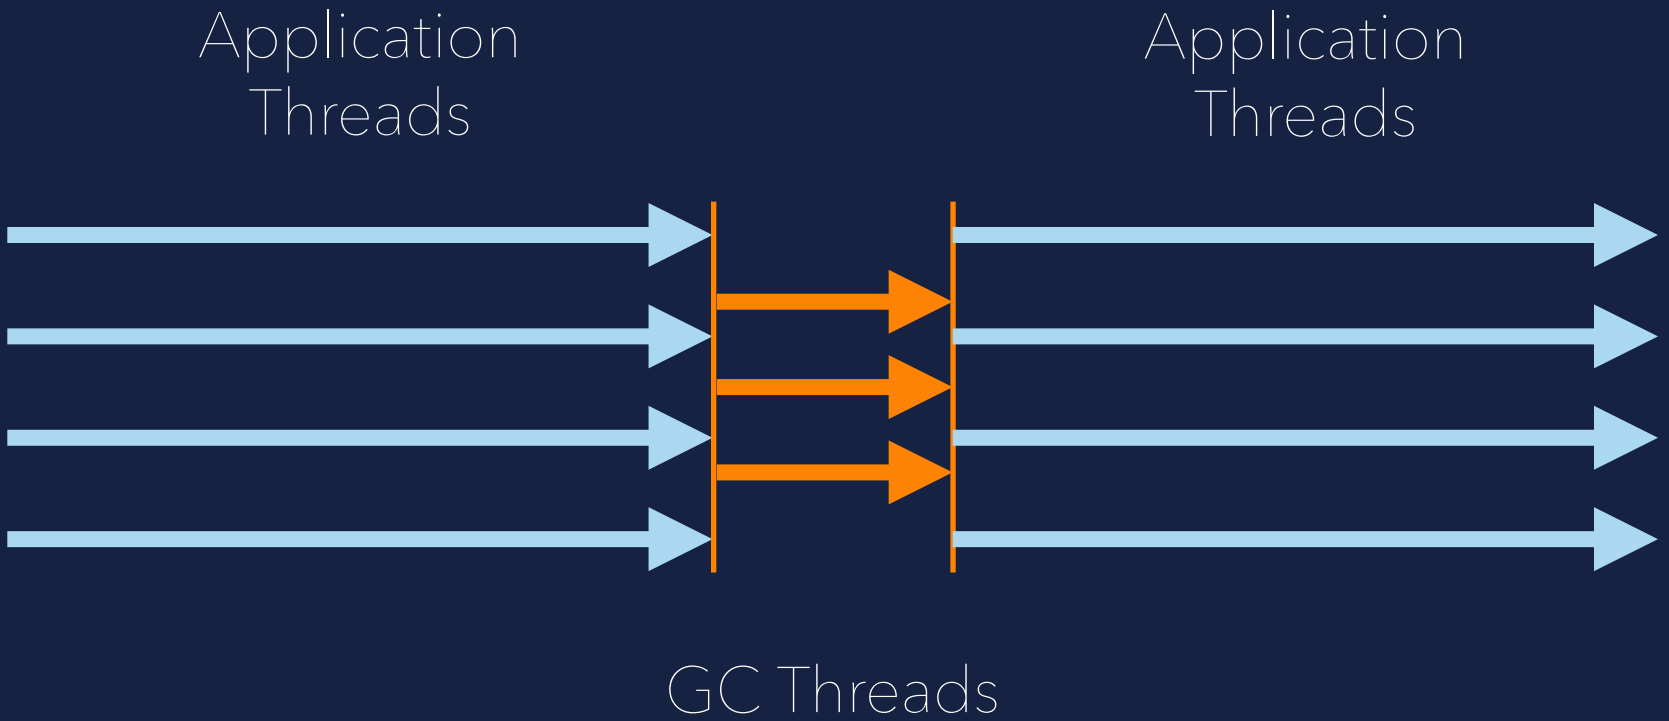 Application
Threads
Application
Threads
GC Threads